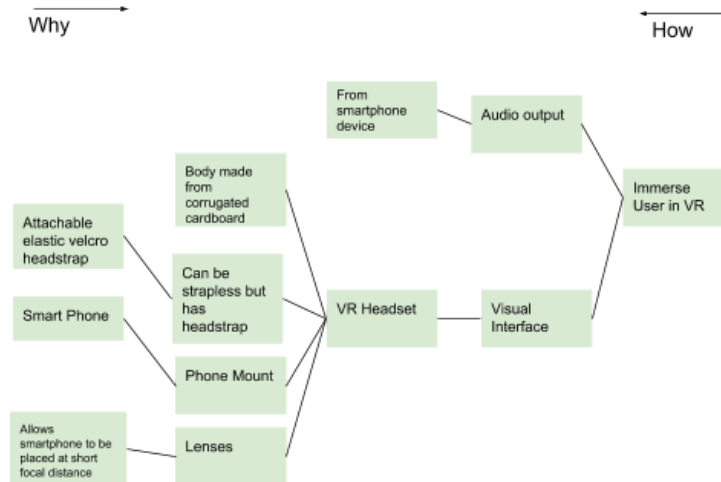 Why
How
From
smartphone
device
Audio output
Body made
from
corrugated
cardboard
Immerse
User in VR
Attachable
elastic velcro
headstrap
Can be
strapless but
has
headstrap
Smart Phone
VR Headset
Visual
Interface
Phone Mount
Allows
smartphone to be
placed at short
focal distance
Lenses